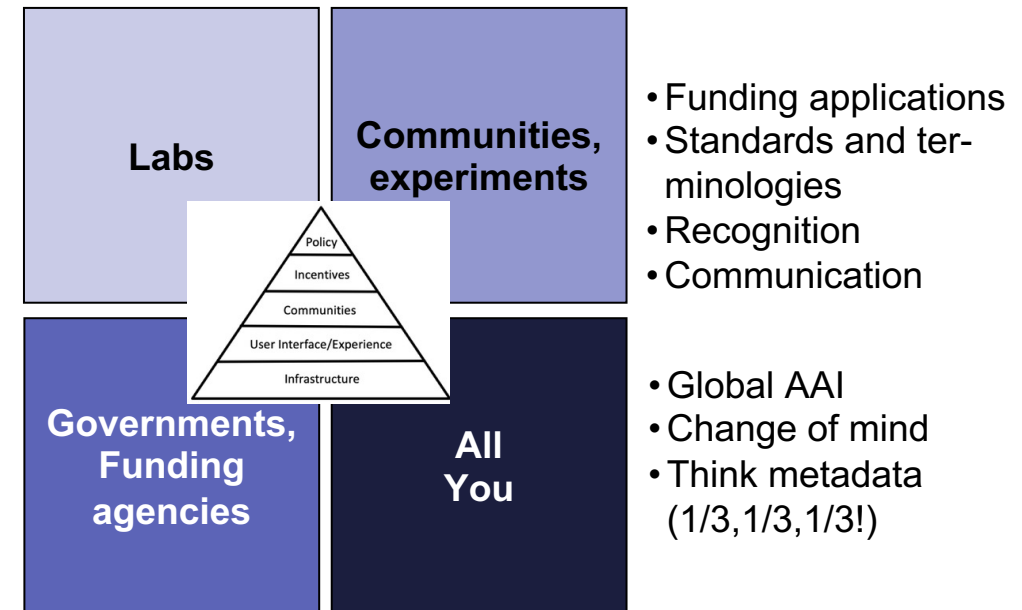 Labs
Communities,
experiments
Policy
Incentives
Communities
User Interface/Experience
Infrastructure
Governments,
Funding
agencies
All
You
• Funding applications
• Standards and ter-
minologies
• Recognition
• Communication
• Global AAI
• Change of mind
• Think metadata
(1/3,1/3,1/3!)